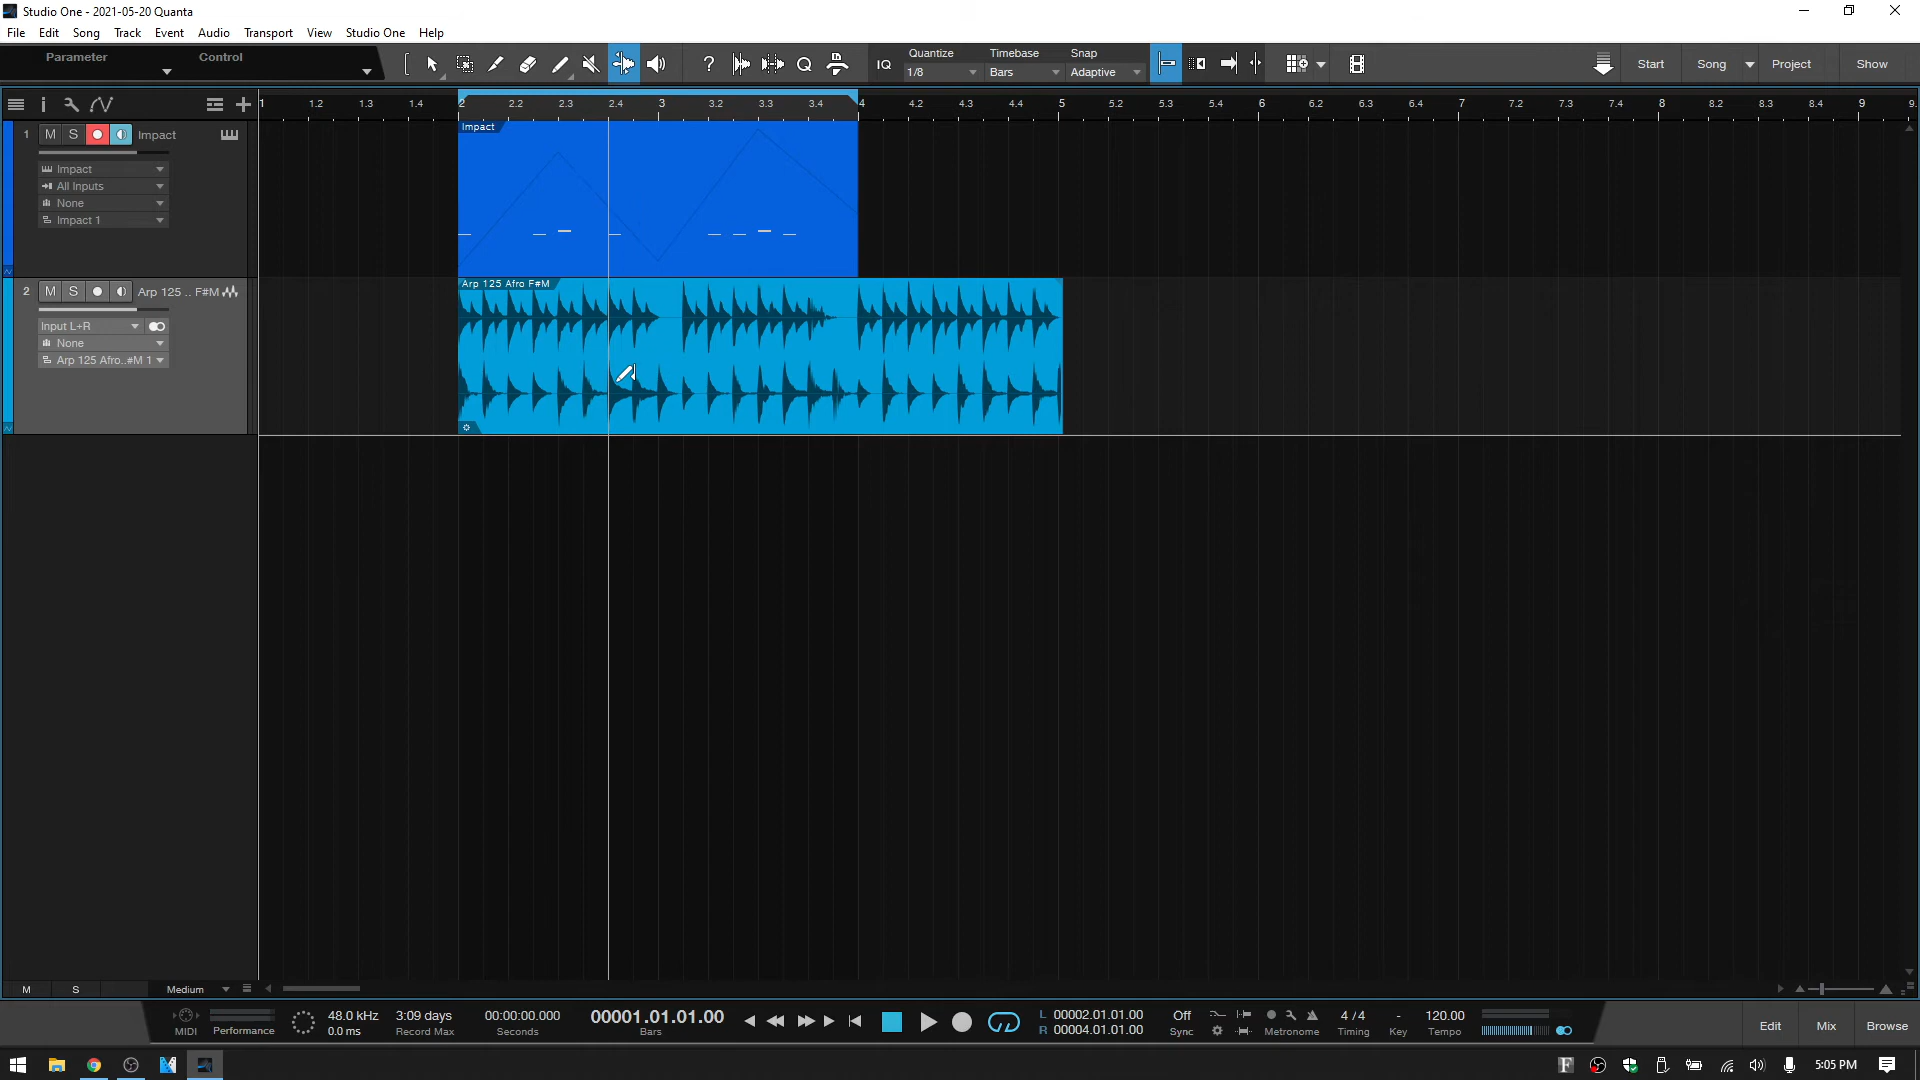 Studio One - 2021-05-20 Quanta
File Edit Song Track Event Audio Transport View Studio One Help
Parameter Control
IQ Quantize 1/8 Timebase Bars Snap Adaptive
Start Song Project Show
1 1.2 1.3 1.4 2 2.2 2.3 2.4 3 3.2 3.3 3.4 4 4.2 4.3 4.4 5 5.2 5.3 5.4 6 6.2 6.3 6.4 7 7.2 7.3 7.4 8 8.2 8.3 8.4 9 9.
1 M S Impact
Impact
All Inputs
None
Impact 1
Impact
2 M S Arp 125 .. F#M
Input L+R
None
Arp 125 Afro..#M 1
Arp 125 Afro F#M
M S Medium
MIDI
Performance
48.0 kHz
0.0 ms
3:09 days
Record Max
00:00:00.000
Seconds
00001.01.01.00
Bars
L 00002.01.01.00
R 00004.01.01.00
Off
Sync
Metronome
4 / 4
Timing
-
Key
120.00
Tempo
Edit Mix Browse
5:05 PM